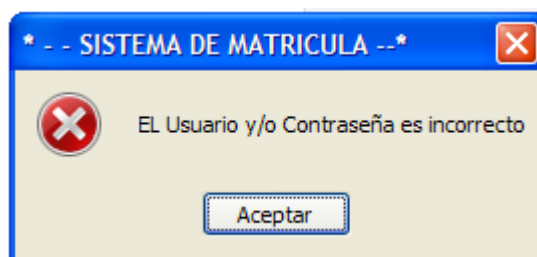 * - - SISTEMA DE MATRICULA --*
EL Usuario y/o Contraseña es incorrecto
Aceptar